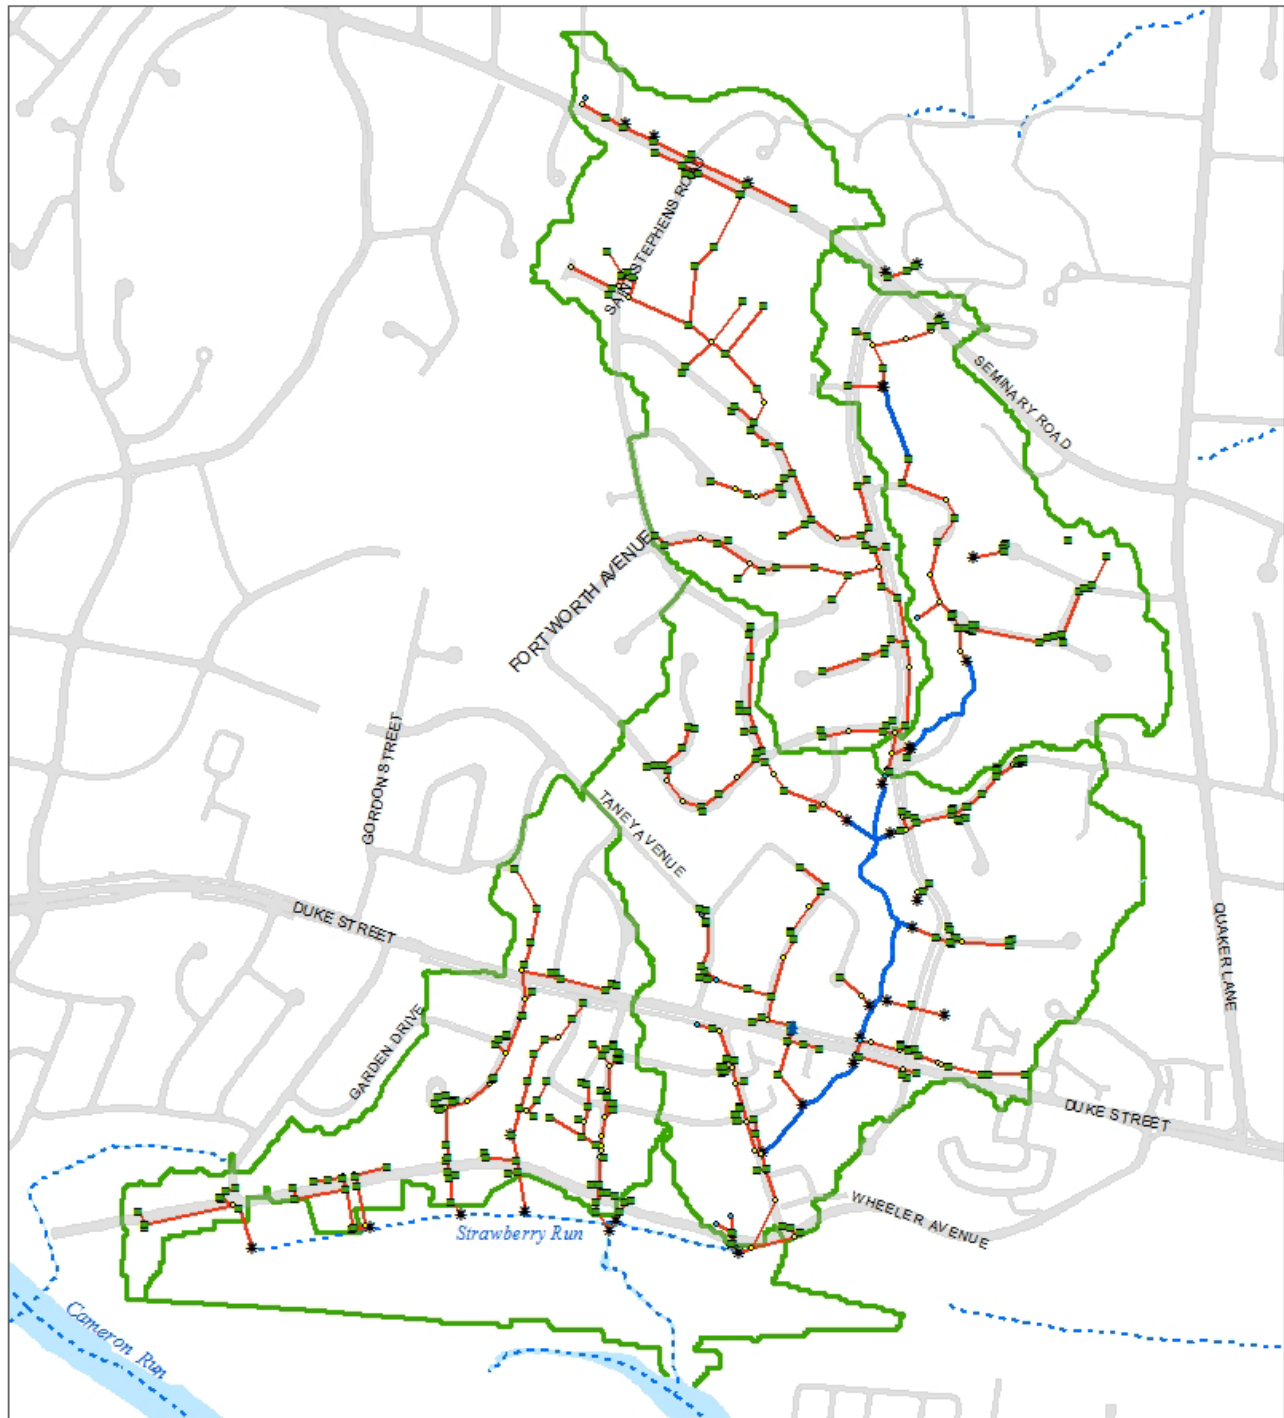 SAINT STEPHENS ROAD
SEMINARY ROAD
FORT WORTH AVENUE
GORDON STREET
TANEY AVENUE
DUKE STREET
QUAKER LANE
GARDEN DRIVE
DUKE STREET
WHEELER AVENUE
Strawberry Run
Cameron Run